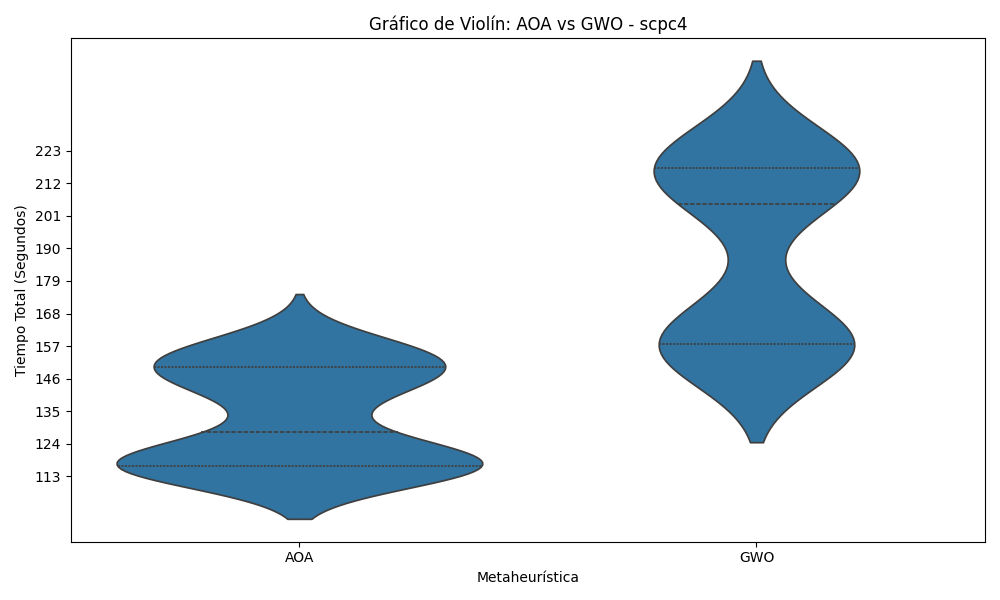 Gráfico de Violín: AOA vs GWO - scpc4
Tiempo Total (Segundos)
223
212
201
190
179
168
157
146
135
124
113
AOA GWO
Metaheurística